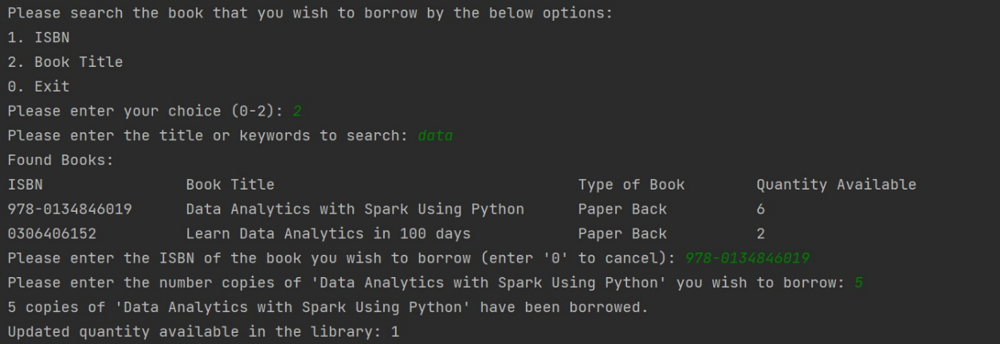 Please search the book that you wish to borrow by the below options:
1. ISBN
2. Book Title
0. Exit
Please enter your choice (0-2): 2
Please enter the title or keywords to search: data
Found Books:
ISBN Book Title Type of Book Quantity Available
978-0134846019 Data Analytics with Spark Using Python Paper Back 6
0306406152 Learn Data Analytics in 100 days Paper Back 2
Please enter the ISBN of the book you wish to borrow (enter '0' to cancel): 978-0134846019
Please enter the number copies of 'Data Analytics with Spark Using Python' you wish to borrow: 5
5 copies of 'Data Analytics with Spark Using Python' have been borrowed.
Updated quantity available in the library: 1